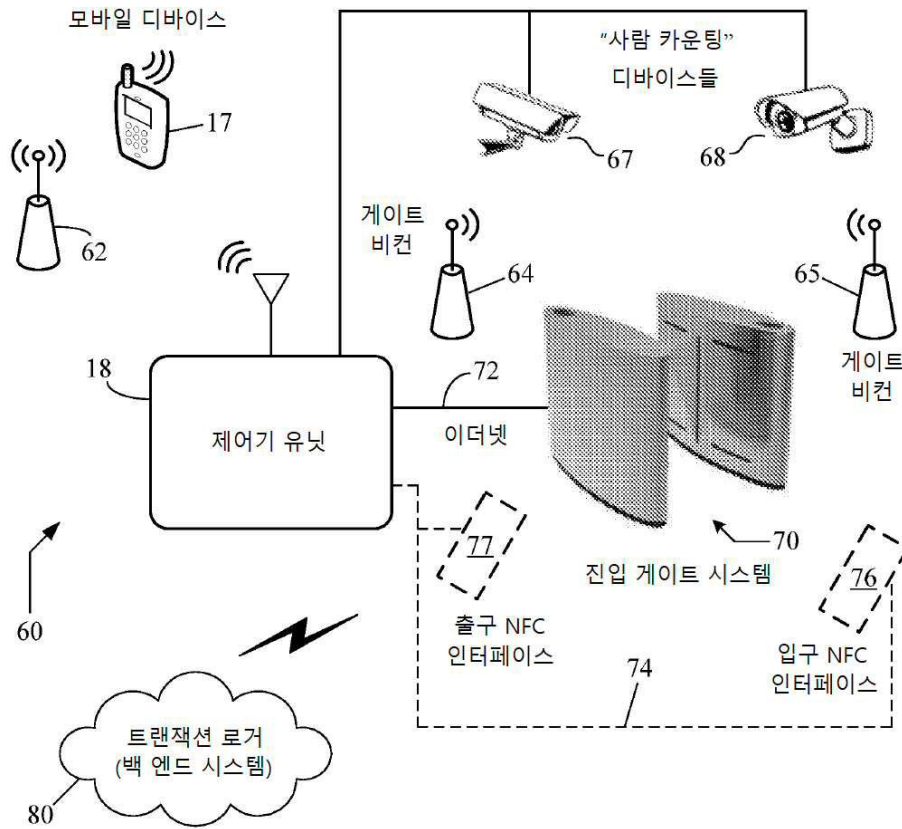 모바일 디바이스
17
62
"사람 카운팅"
디바이스들
67
68
게이트
비컨
64
65
게이트
비컨
18
제어기 유닛
72
이더넷
70
진입 게이트 시스템
77
출구 NFC
인터페이스
76
입구 NFC
인터페이스
74
60
트랜잭션 로거
(백 엔드 시스템)
80